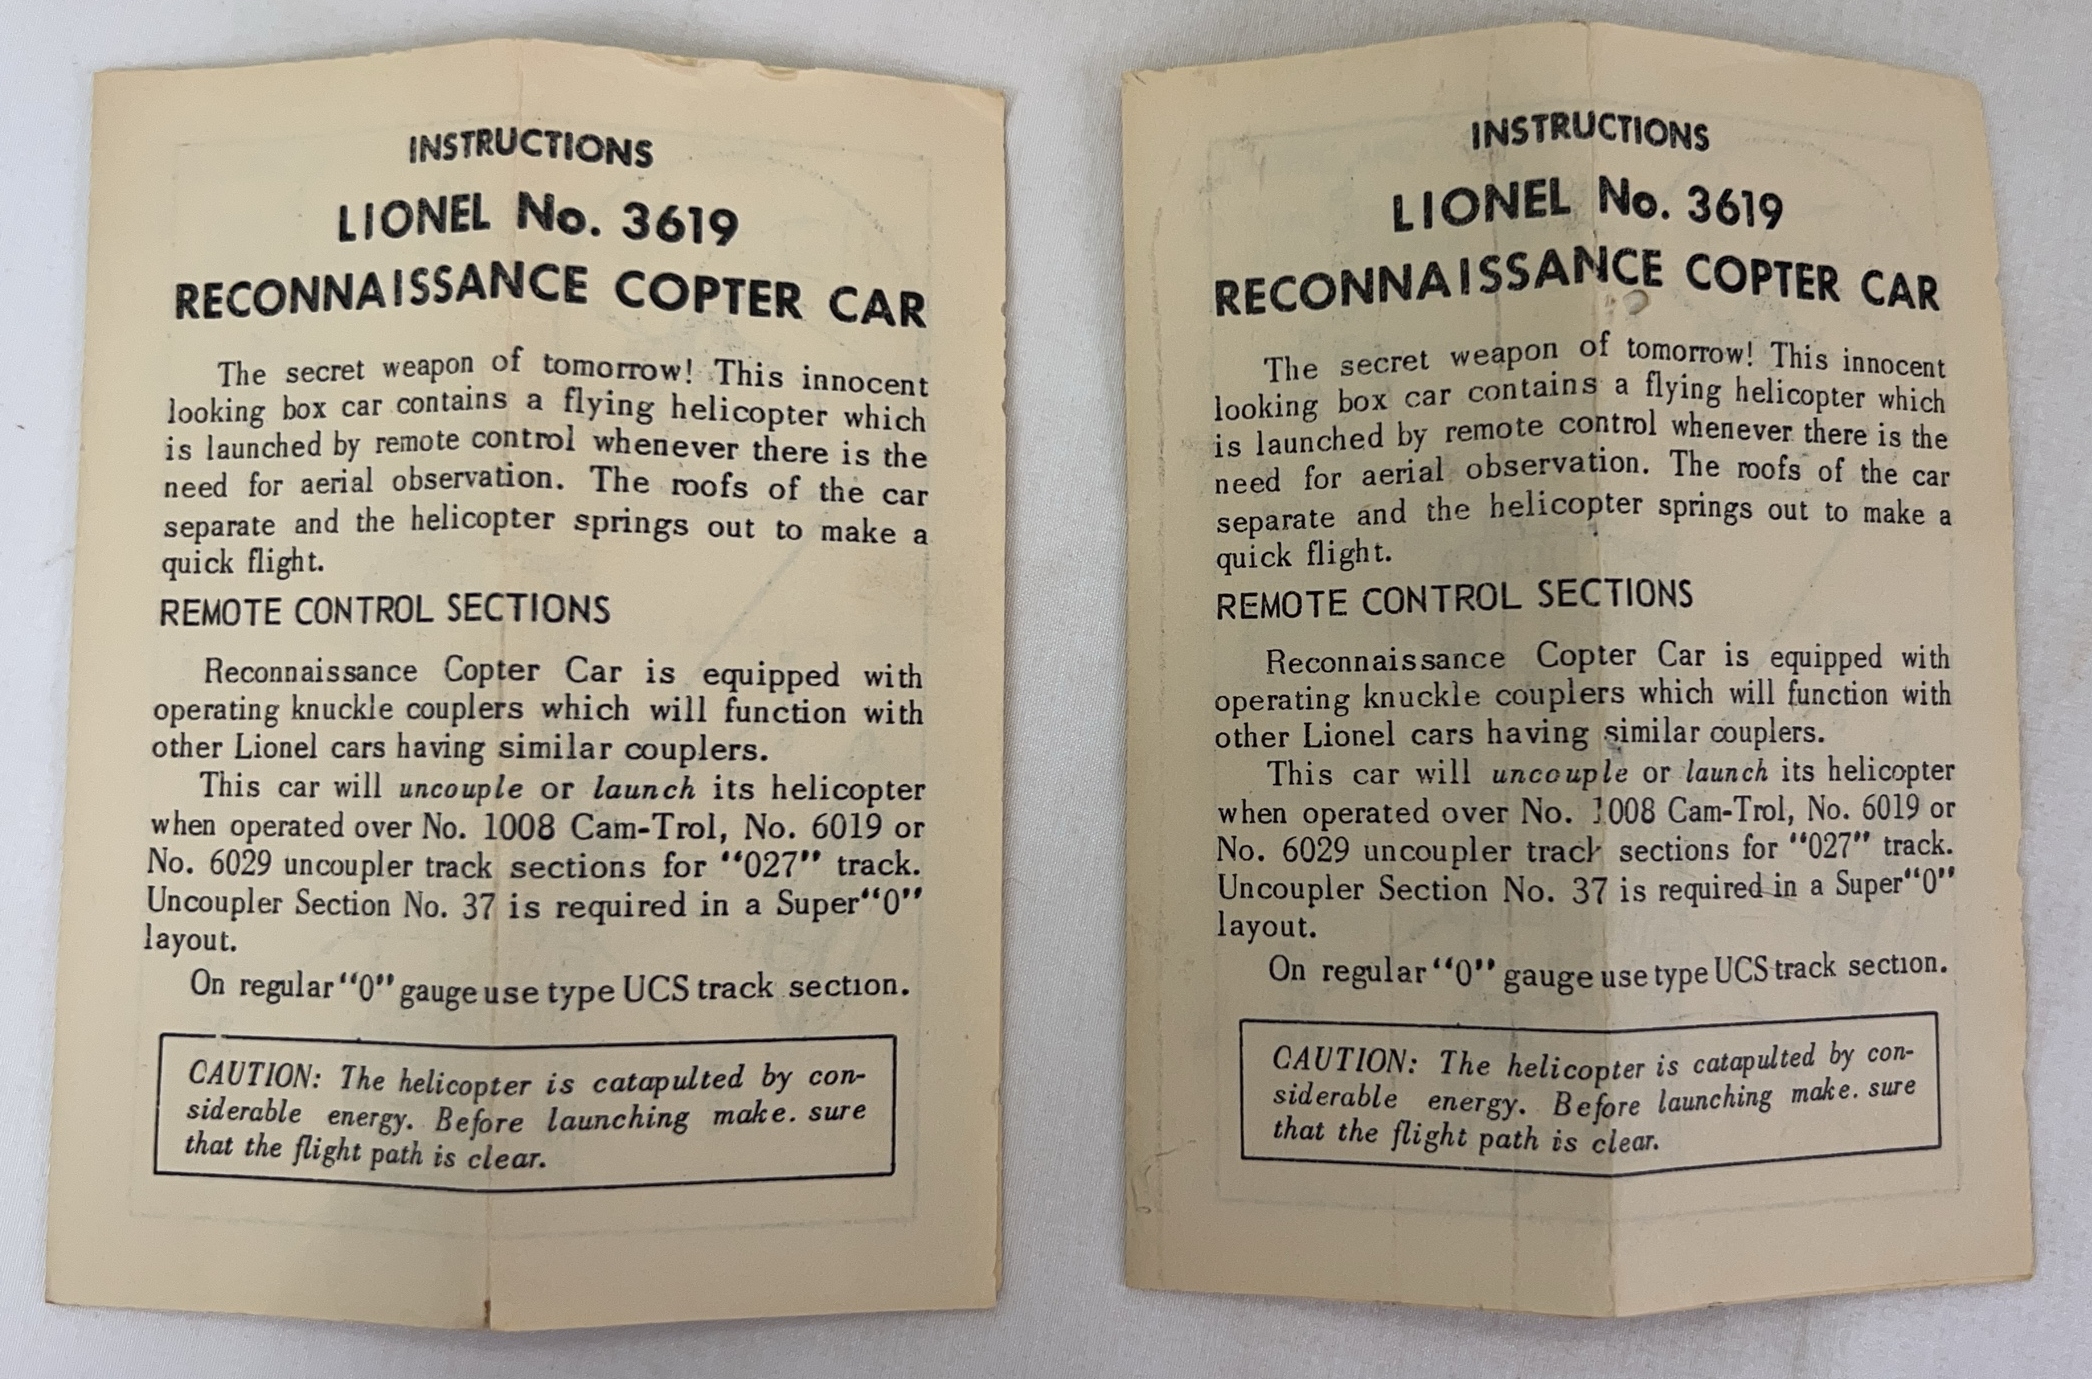 INSTRUCTIONS
LIONEL No. 3619
RECONNAISSANCE COPTER CAR
The secret weapon of tomorrow! This innocent
looking box car contains a flying helicopter which
is launched by remote control whenever there is the
need for aerial observation. The roofs of the car
separate and the helicopter springs out to make a
quick flight.
REMOTE CONTROL SECTIONS
Reconnaissance Copter Car is equipped with
operating knuckle couplers which will function with
other Lionel cars having similar couplers.
This car will uncouple or launch its helicopter
when operated over No. 1008 Cam-Trol, No. 6019 or
No. 6029 uncoupler track sections for "027" track.
Uncoupler Section No. 37 is required in a Super "0"
layout.
On regular "0" gauge use type UCS track section.
CAUTION: The helicopter is catapulted by con-
siderable energy. Before launching make. sure
that the flight path is clear.
INSTRUCTIONS
LIONEL No. 3619
RECONNAISSANCE COPTER CAR
The secret weapon of tomorrow! This innocent
looking box car contains a flying helicopter which
is launched by remote control whenever there is the
need for aerial observation. The roofs of the car
separate and the helicopter springs out to make a
quick flight.
REMOTE CONTROL SECTIONS
Reconnaissance Copter Car is equipped with
operating knuckle couplers which will function with
other Lionel cars having similar couplers.
This car will uncouple or launch its helicopter
when operated over No. 1008 Cam-Trol, No. 6019 or
No. 6029 uncoupler track sections for "027" track.
Uncoupler Section No. 37 is required in a Super "0"
layout.
On regular "0" gauge use type UCS track section.
CAUTION: The helicopter is catapulted by con-
siderable energy. Before launching make. sure
that the flight path is clear.